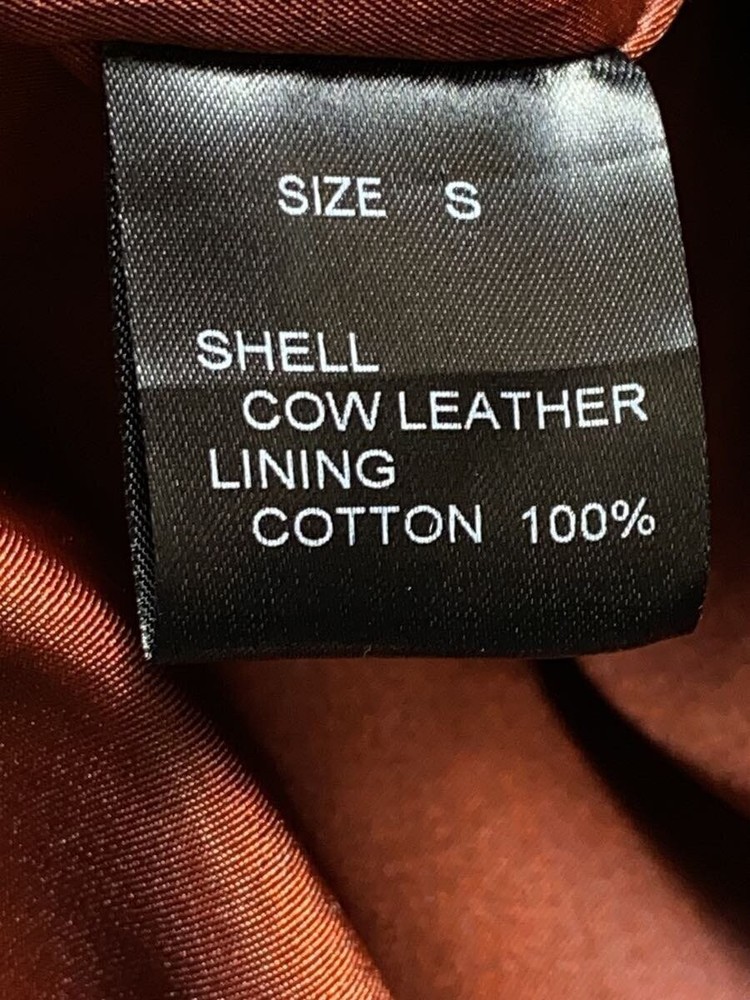 SIZE S
SHELL
COW LEATHER
LINING
COTTON 100%